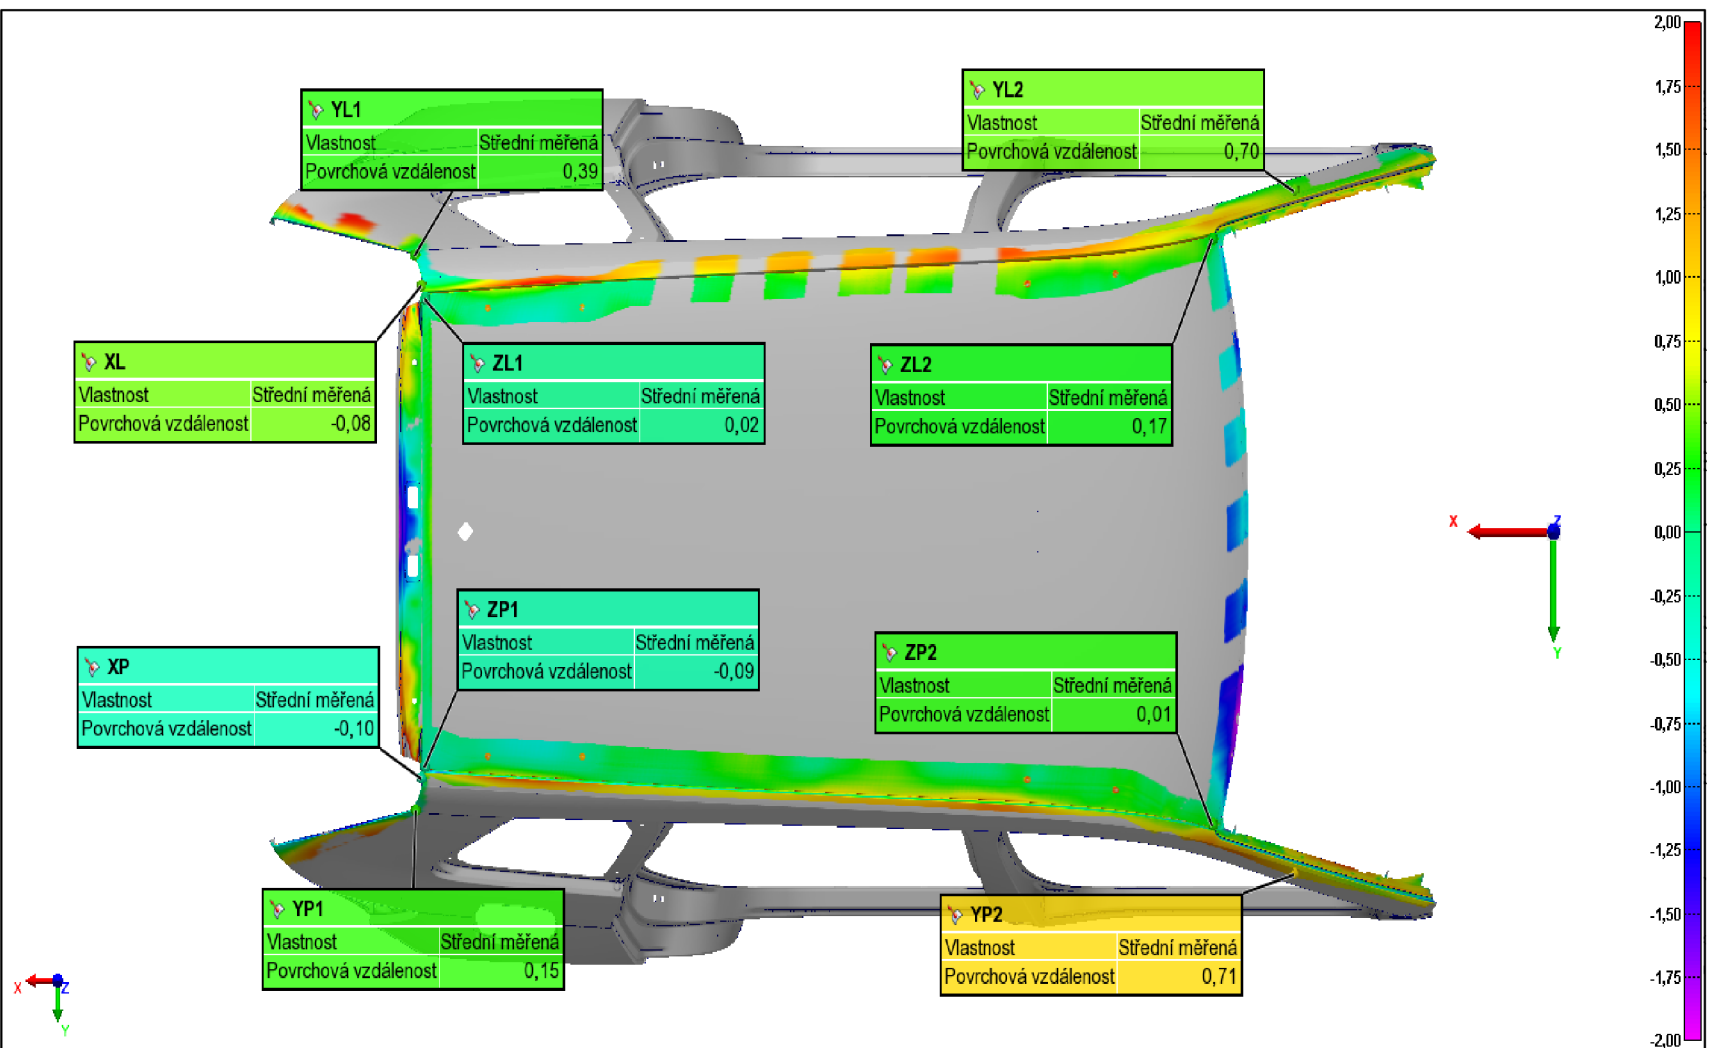 YL1
Vlastnost Střední měřená
Povrchová vzdálenost 0,39
YL2
Vlastnost Střední měřená
Povrchová vzdálenost 0,70
XL
Vlastnost Střední měřená
Povrchová vzdálenost -0,08
ZL1
Vlastnost Střední měřená
Povrchová vzdálenost 0,02
ZL2
Vlastnost Střední měřená
Povrchová vzdálenost 0,17
ZP1
Vlastnost Střední měřená
Povrchová vzdálenost -0,09
XP
Vlastnost Střední měřená
Povrchová vzdálenost -0,10
ZP2
Vlastnost Střední měřená
Povrchová vzdálenost 0,01
YP1
Vlastnost Střední měřená
Povrchová vzdálenost 0,15
YP2
Vlastnost Střední měřená
Povrchová vzdálenost 0,71
X Z
Y
X Z
Y
2,00
1,75
1,50
1,25
1,00
0,75
0,50
0,25
0,00
-0,25
-0,50
-0,75
-1,00
-1,25
-1,50
-1,75
-2,00